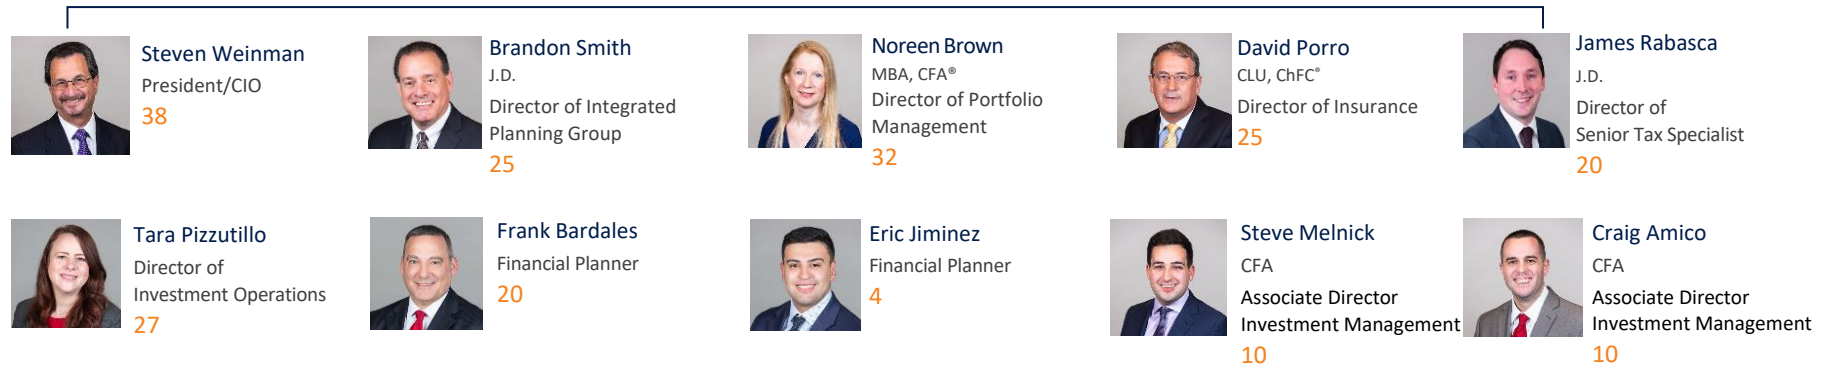 Steven Weinman
President/CIO
38
Brandon Smith
J.D.
Director of Integrated
Planning Group
25
Noreen Brown
MBA, CFA®
Director of Portfolio
Management
32
David Porro
CLU, ChFC®
Director of Insurance
25
James Rabasca
J.D.
Director of
Senior Tax Specialist
20
Tara Pizzutillo
Director of
Investment Operations
27
Frank Bardales
Financial Planner
20
Eric Jiminez
Financial Planner
4
Steve Melnick
CFA
Associate Director
Investment Management
10
Craig Amico
CFA
Associate Director
Investment Management
10